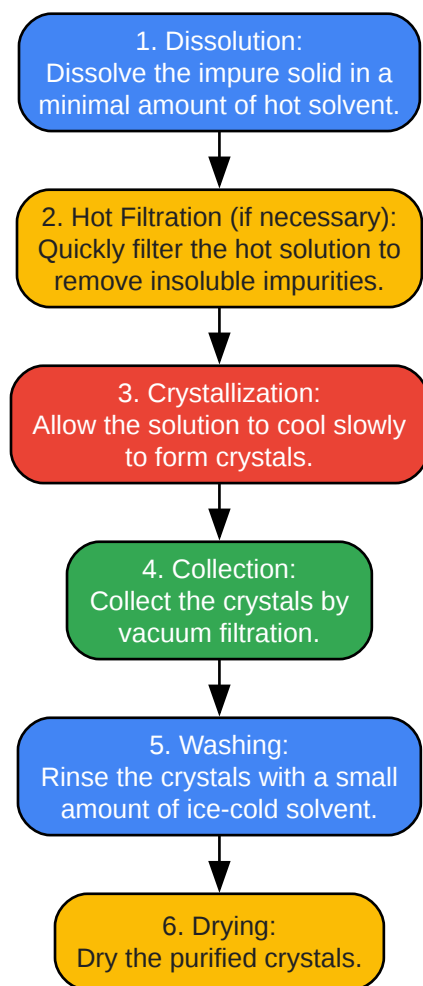 1. Dissolution:
Dissolve the impure solid in a
minimal amount of hot solvent.
2. Hot Filtration (if necessary):
Quickly filter the hot solution to
remove insoluble impurities.
3. Crystallization:
Allow the solution to cool slowly
to form crystals.
4. Collection:
Collect the crystals by
vacuum filtration.
5. Washing:
Rinse the crystals with a small
amount of ice-cold solvent.
6. Drying:
Dry the purified crystals.